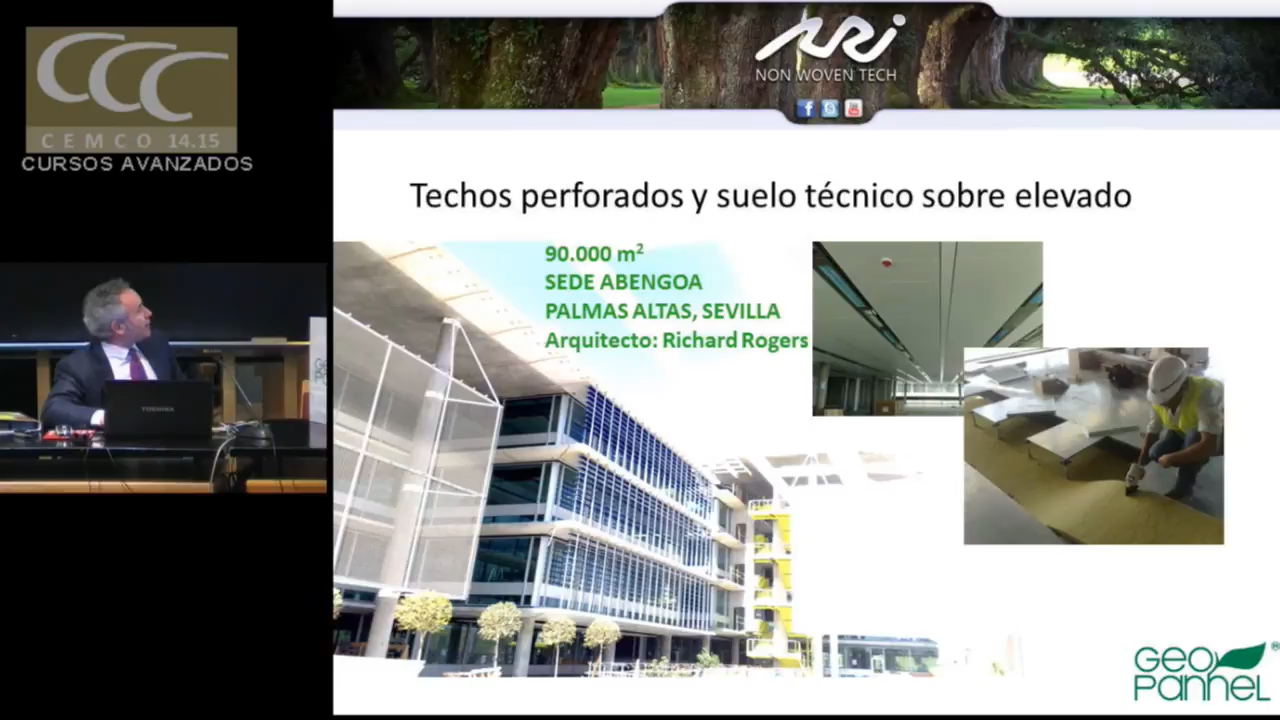 CCC
CEMCO 14.15
CURSOS AVANZADOS
TOSHIBA
NON WOVEN TECH
Techos perforados y suelo técnico sobre elevado
90.000 m²
SEDE ABENGOA
PALMAS ALTAS, SEVILLA
Arquitecto: Richard Rogers
GEO
PANNEL®